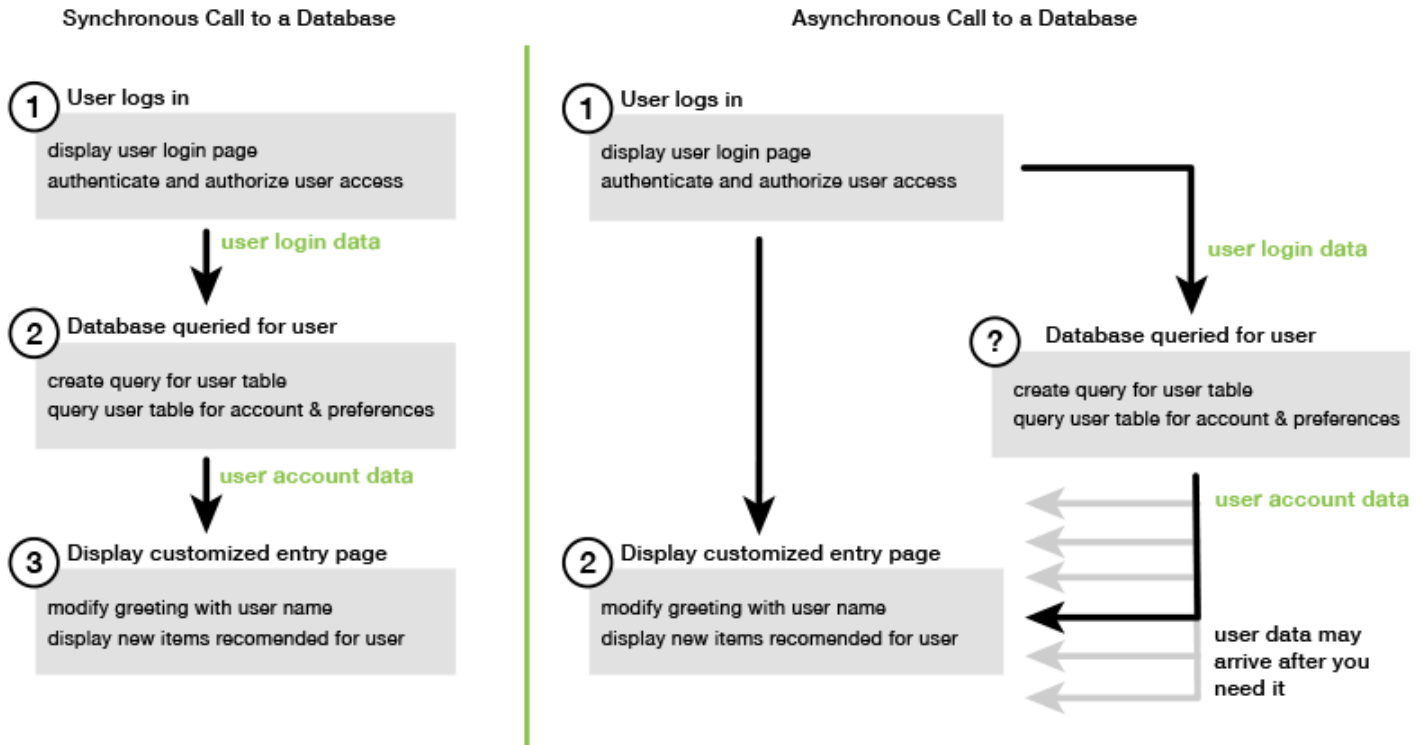 Synchronous Call to a Database
1
User logs in
display user login page
authenticate and authorize user access
user login data
2
Database queried for user
create query for user table
query user table for account & preferences
user account data
3
Display customized entry page
modify greeting with user name
display new items recomended for user
Asynchronous Call to a Database
1
User logs in
display user login page
authenticate and authorize user access
user login data
?
Database queried for user
create query for user table
query user table for account & preferences
user account data
2
Display customized entry page
modify greeting with user name
display new items recomended for user
user data may
arrive after you
need it